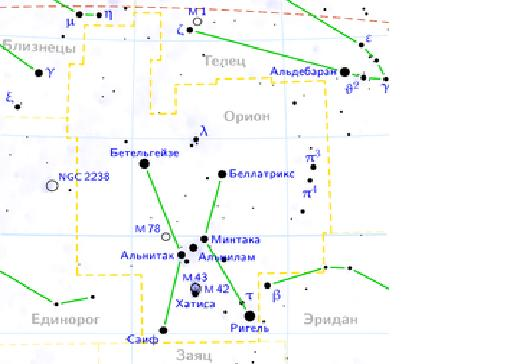 M 1
μ
η
ζ
Близнецы
ε
Телец
Альдебаран
γ
ϑ²
γ
ξ
Орион
λ
Бетельгейзе
π³
Беллатрикс
NGC 2238
π⁴
M 78
Минтака
Альнитак
Альнилам
M 43
M 42
Хатиса
τ
β
Единорог
Ригель
Эридан
Саиф
Заяц